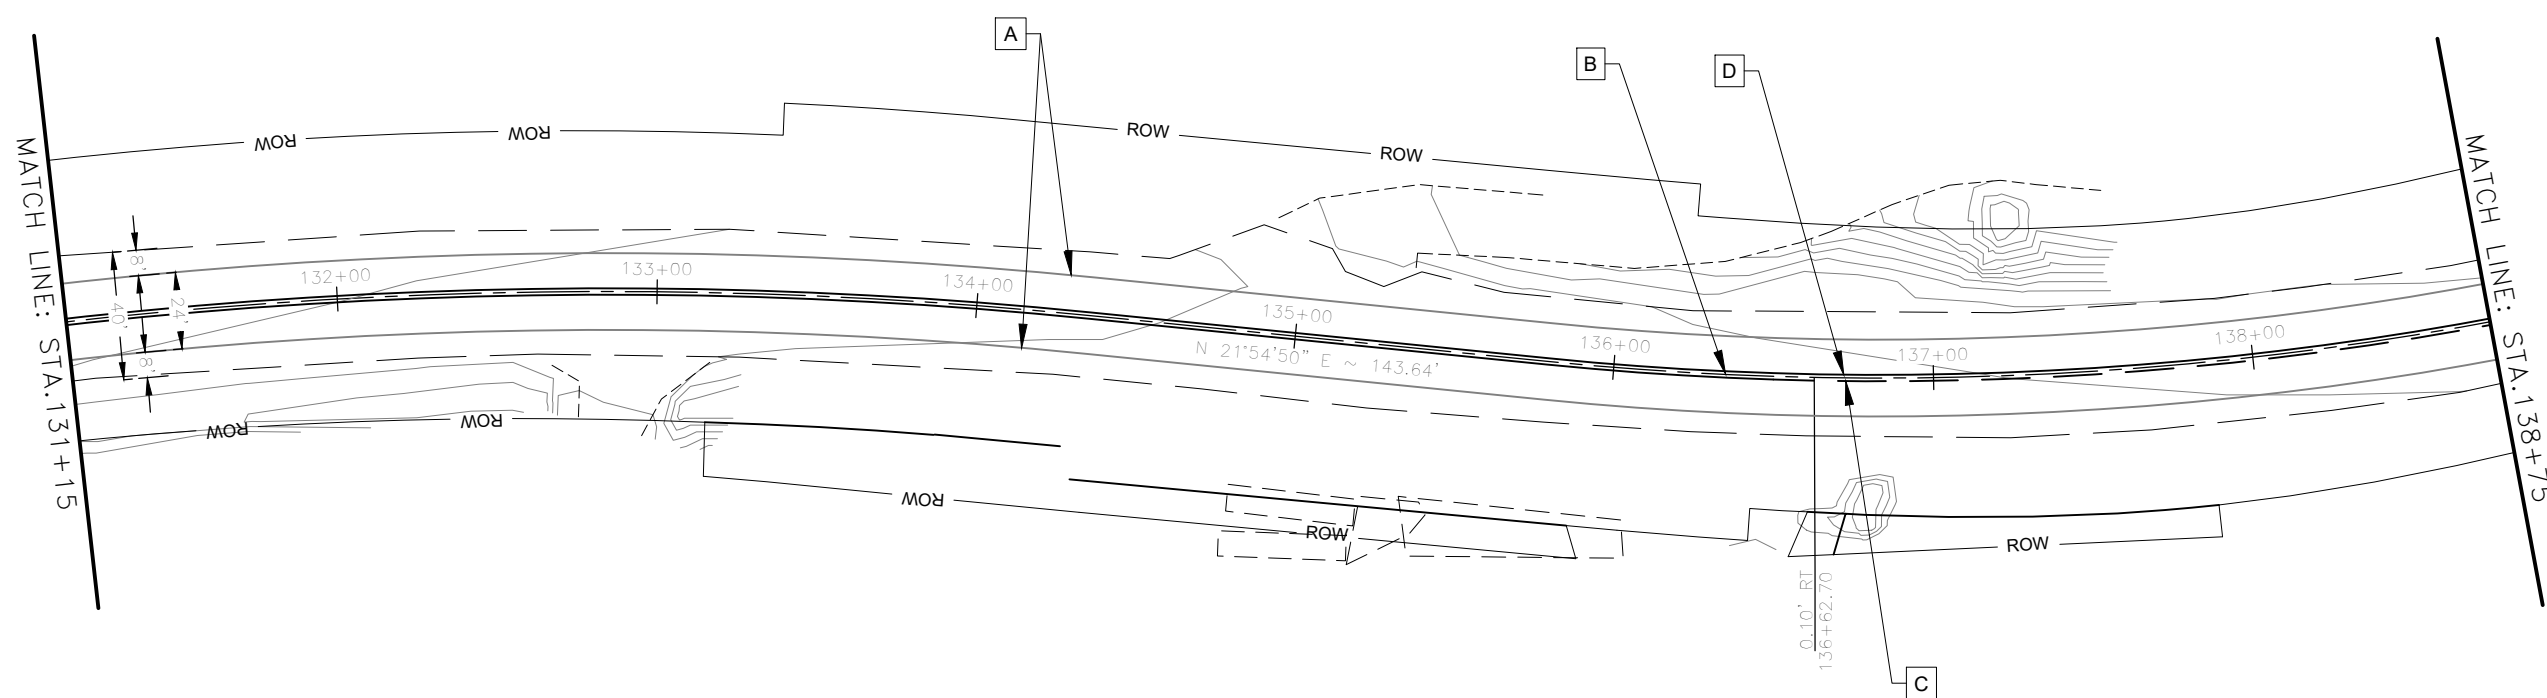 A
B
D
ROW
ROW
ROW
ROW
MATCH LINE: STA.131+15
MATCH LINE: STA.138+75
8'
40'
24'
8'
132+00
133+00
134+00
135+00
136+00
137+00
138+00
N 21°54'50" E ~ 143.64'
ROW
ROW
ROW
ROW
ROW
0.10' RT
136+62.70
C